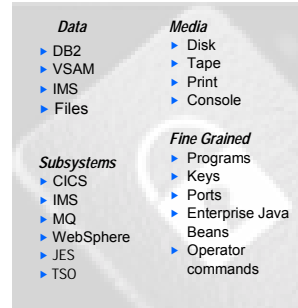 Data
DB2
VSAM
IMS
Files
Media
Disk
Tape
Print
Console
Subsystems
CICS
IMS
MQ
WebSphere
JES
TSO
Fine Grained
Programs
Keys
Ports
Enterprise Java
Beans
Operator
commands